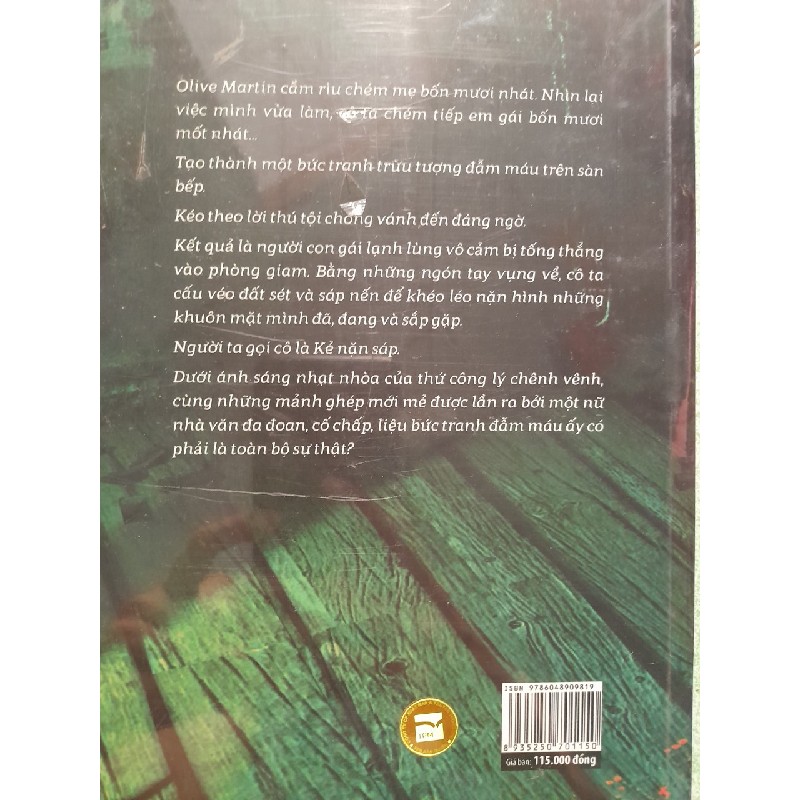 Olive Martin cầm rìu chém mẹ bốn mươi nhát. Nhìn lại
việc mình vừa làm, cô ta chém tiếp em gái bốn mươi
mốt nhát...
Tạo thành một bức tranh trừu tượng đẫm máu trên sàn
bếp.
Kéo theo lời thú tội chóng vánh đến đáng ngờ.
Kết quả là người con gái lạnh lùng vô cảm bị tống thẳng
vào phòng giam. Bằng những ngón tay vụng về, cô ta
cấu véo đất sét và sáp nến để khéo léo nặn hình những
khuôn mặt mình đã, đang và sắp gặp.
Người ta gọi cô là Kẻ nặn sáp.
Dưới ánh sáng nhạt nhòa của thứ công lý chênh vênh,
cùng những mảnh ghép mới mẻ được lần ra bởi một nữ
nhà văn đa đoan, cố chấp, liệu bức tranh đẫm máu ấy có
phải là toàn bộ sự thật?
ISBN 9786048909819
8 935250 701150
Giá bán: 115.000 đồng
IPM